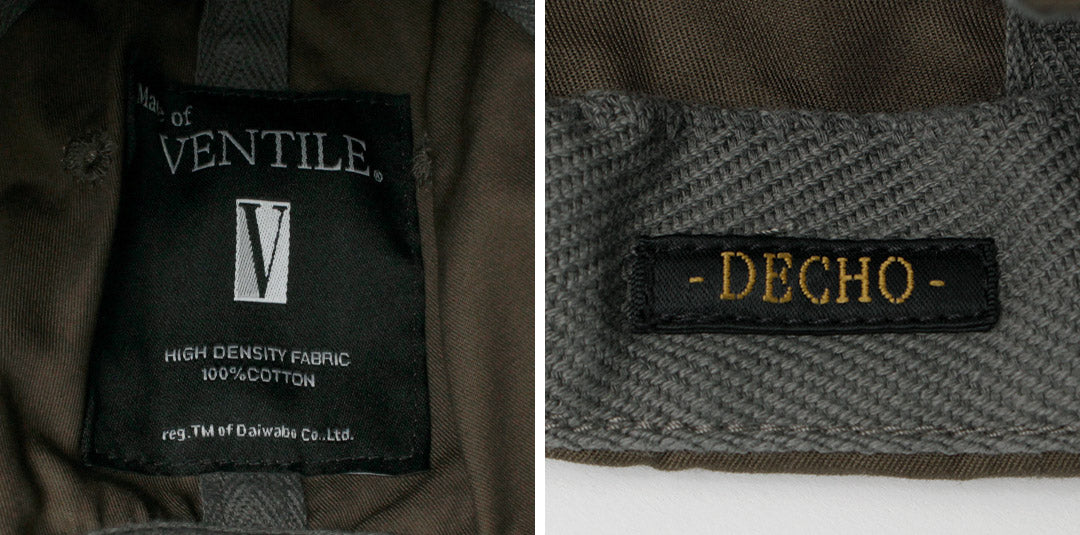 Made of
VENTILE®
V
HIGH DENSITY FABRIC
100%COTTON
reg.TM of Daiwabo Co.,Ltd.
- DECHO -